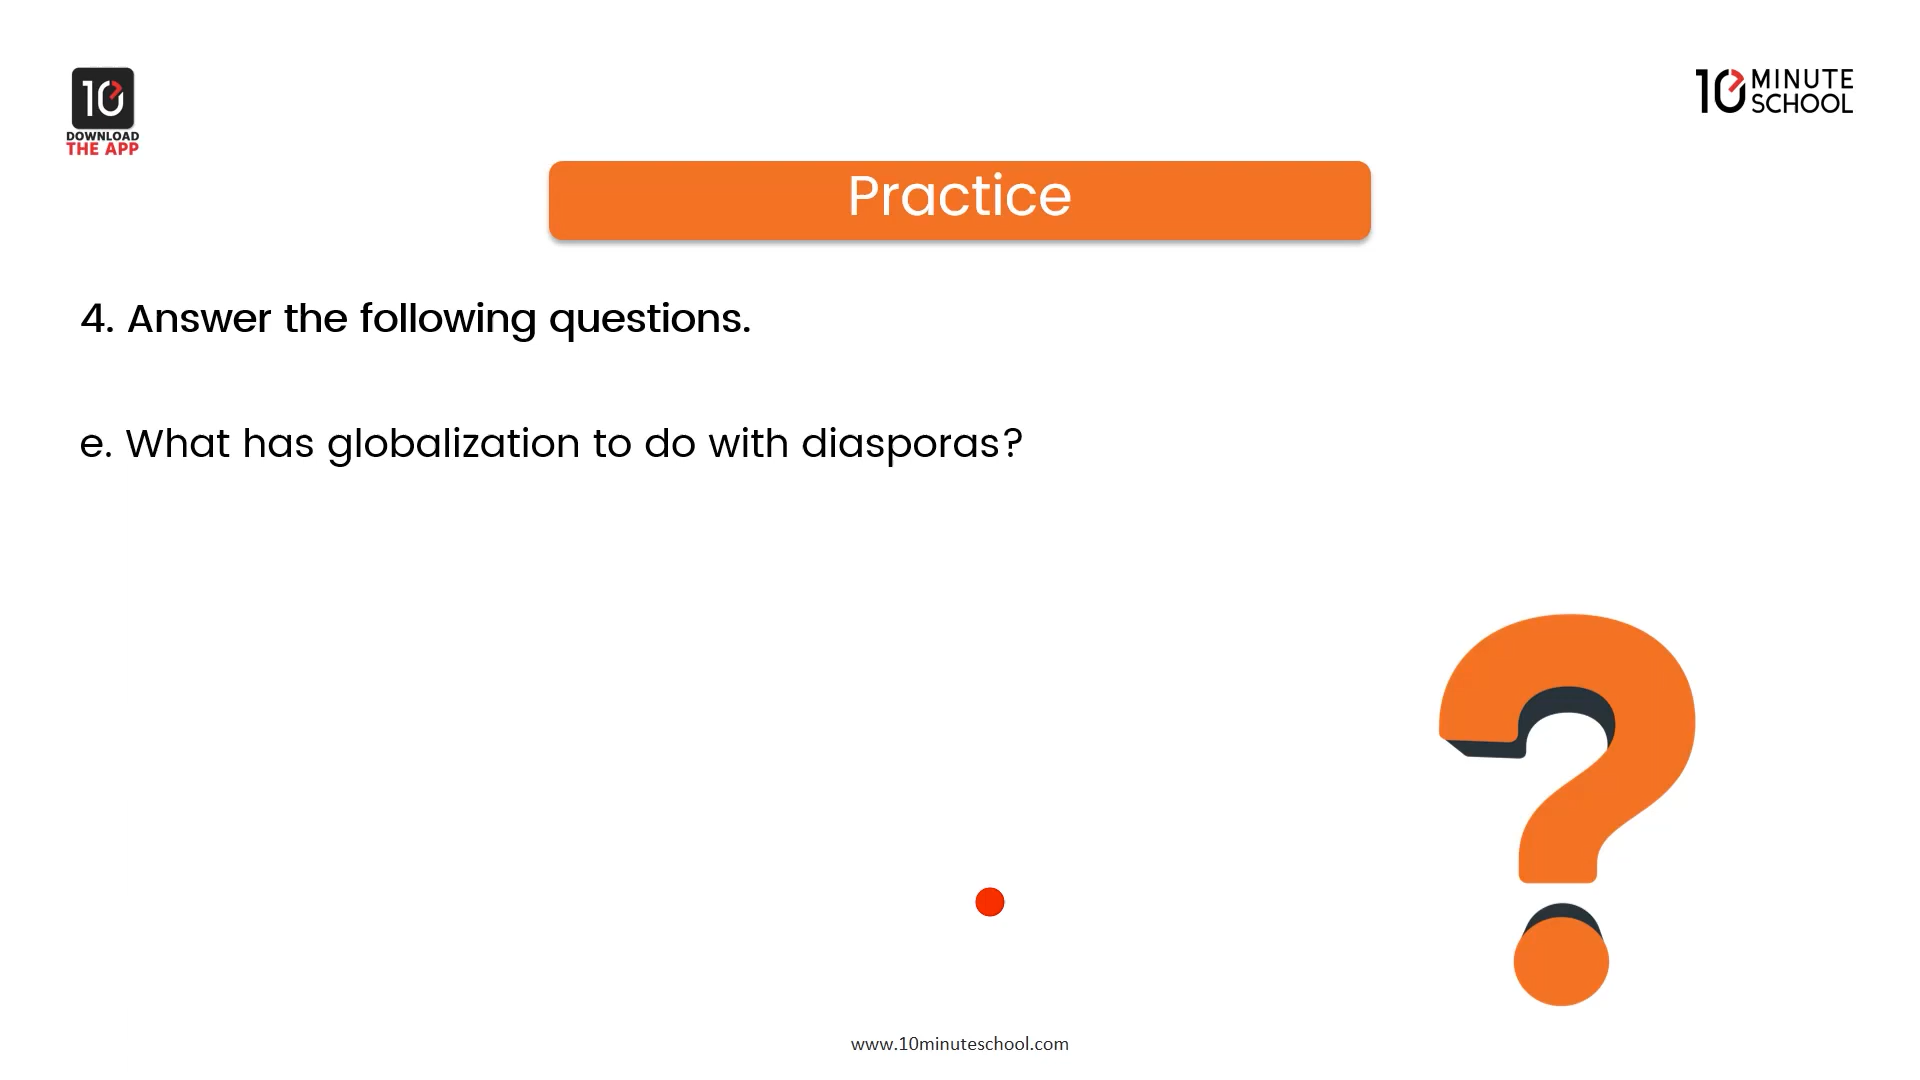 10
DOWNLOAD
THE APP
10 MINUTE
SCHOOL
Practice
4. Answer the following questions.
e. What has globalization to do with diasporas?
www.10minuteschool.com